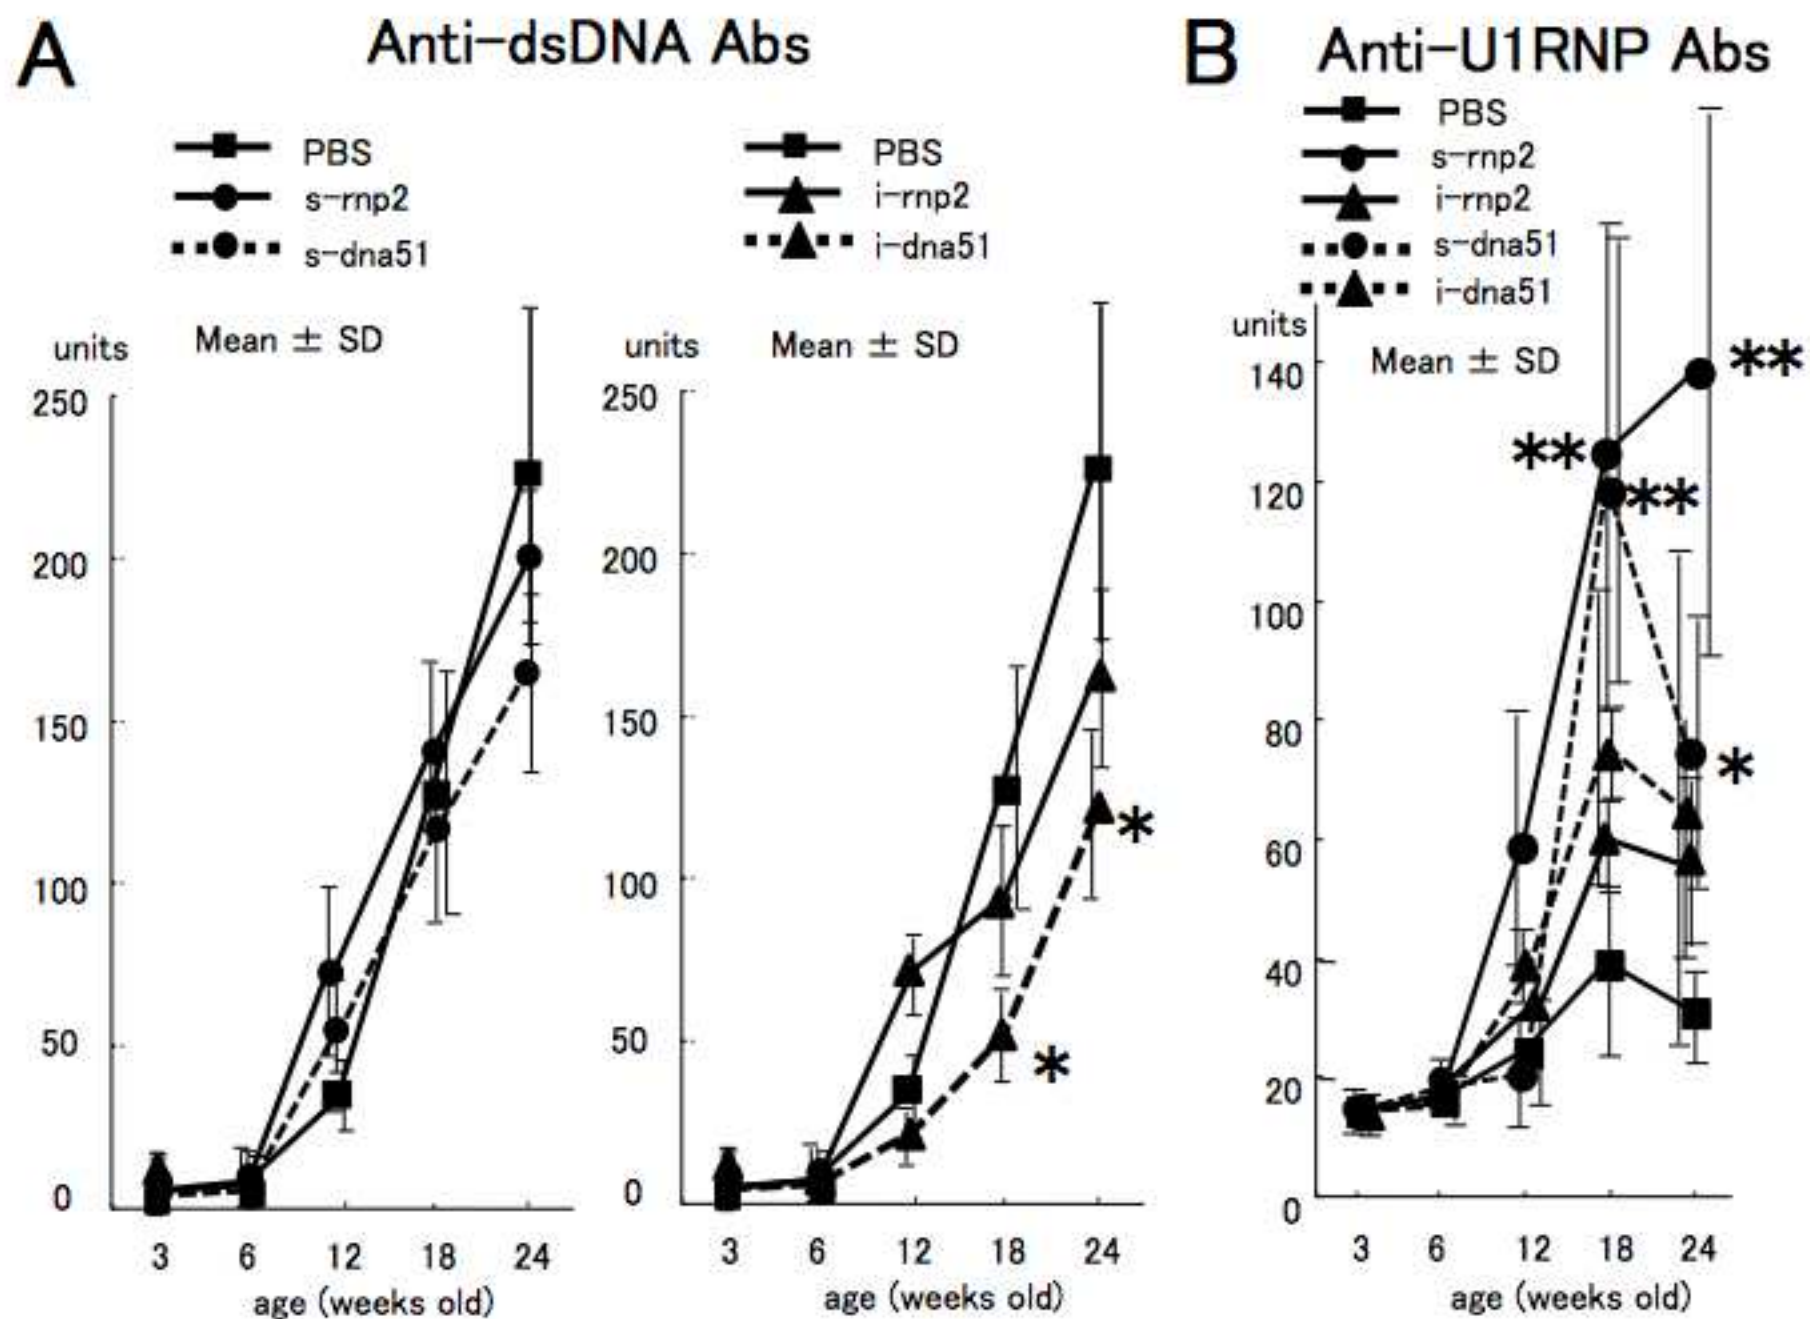 A
Anti-dsDNA Abs
PBS
s-rnp2
s-dna51
units
Mean ± SD
250
200
150
100
50
0
3 6 12 18 24
age (weeks old)
PBS
i-rnp2
i-dna51
units
Mean ± SD
250
200
150
100
50
0
*
*
3 6 12 18 24
age (weeks old)
B
Anti-U1RNP Abs
PBS
s-rnp2
i-rnp2
s-dna51
i-dna51
units
Mean ± SD
140
120
100
80
60
40
20
0
**
**
**
*
3 6 12 18 24
age (weeks old)